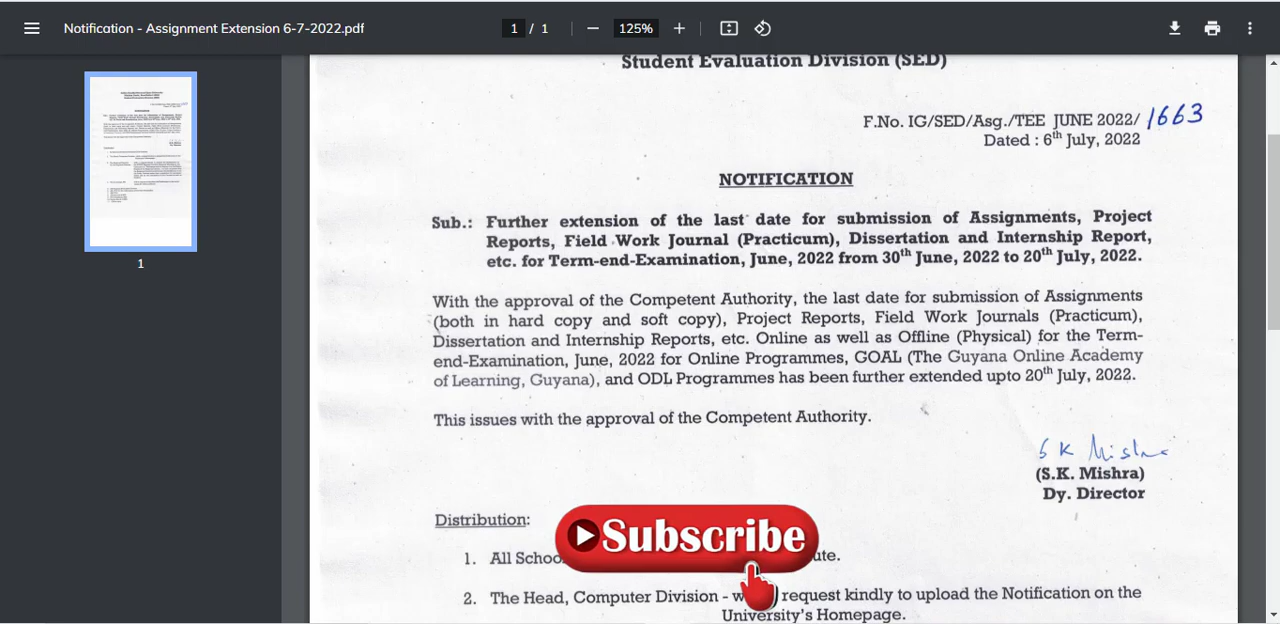 Notification - Assignment Extension 6-7-2022.pdf
1 / 1
125%
1
Student Evaluation Division (SED)
F.No. IG/SED/Asg./TEE JUNE 2022/ 1663
Dated : 6th July, 2022
NOTIFICATION
Sub.: Further extension of the last date for submission of Assignments, Project
Reports, Field Work Journal (Practicum), Dissertation and Internship Report,
etc. for Term-end-Examination, June, 2022 from 30th June, 2022 to 20th July, 2022.
With the approval of the Competent Authority, the last date for submission of Assignments
(both in hard copy and soft copy), Project Reports, Field Work Journals (Practicum),
Dissertation and Internship Reports, etc. Online as well as Offline (Physical) for the Term-
end-Examination, June, 2022 for Online Programmes, GOAL (The Guyana Online Academy
of Learning, Guyana), and ODL Programmes has been further extended upto 20th July, 2022.
This issues with the approval of the Competent Authority.
S K Mishra
(S.K. Mishra)
Dy. Director
Distribution:
Subscribe
1. All
2. The Head, Computer Division - request kindly to upload the Notification on the
University's Homepage.